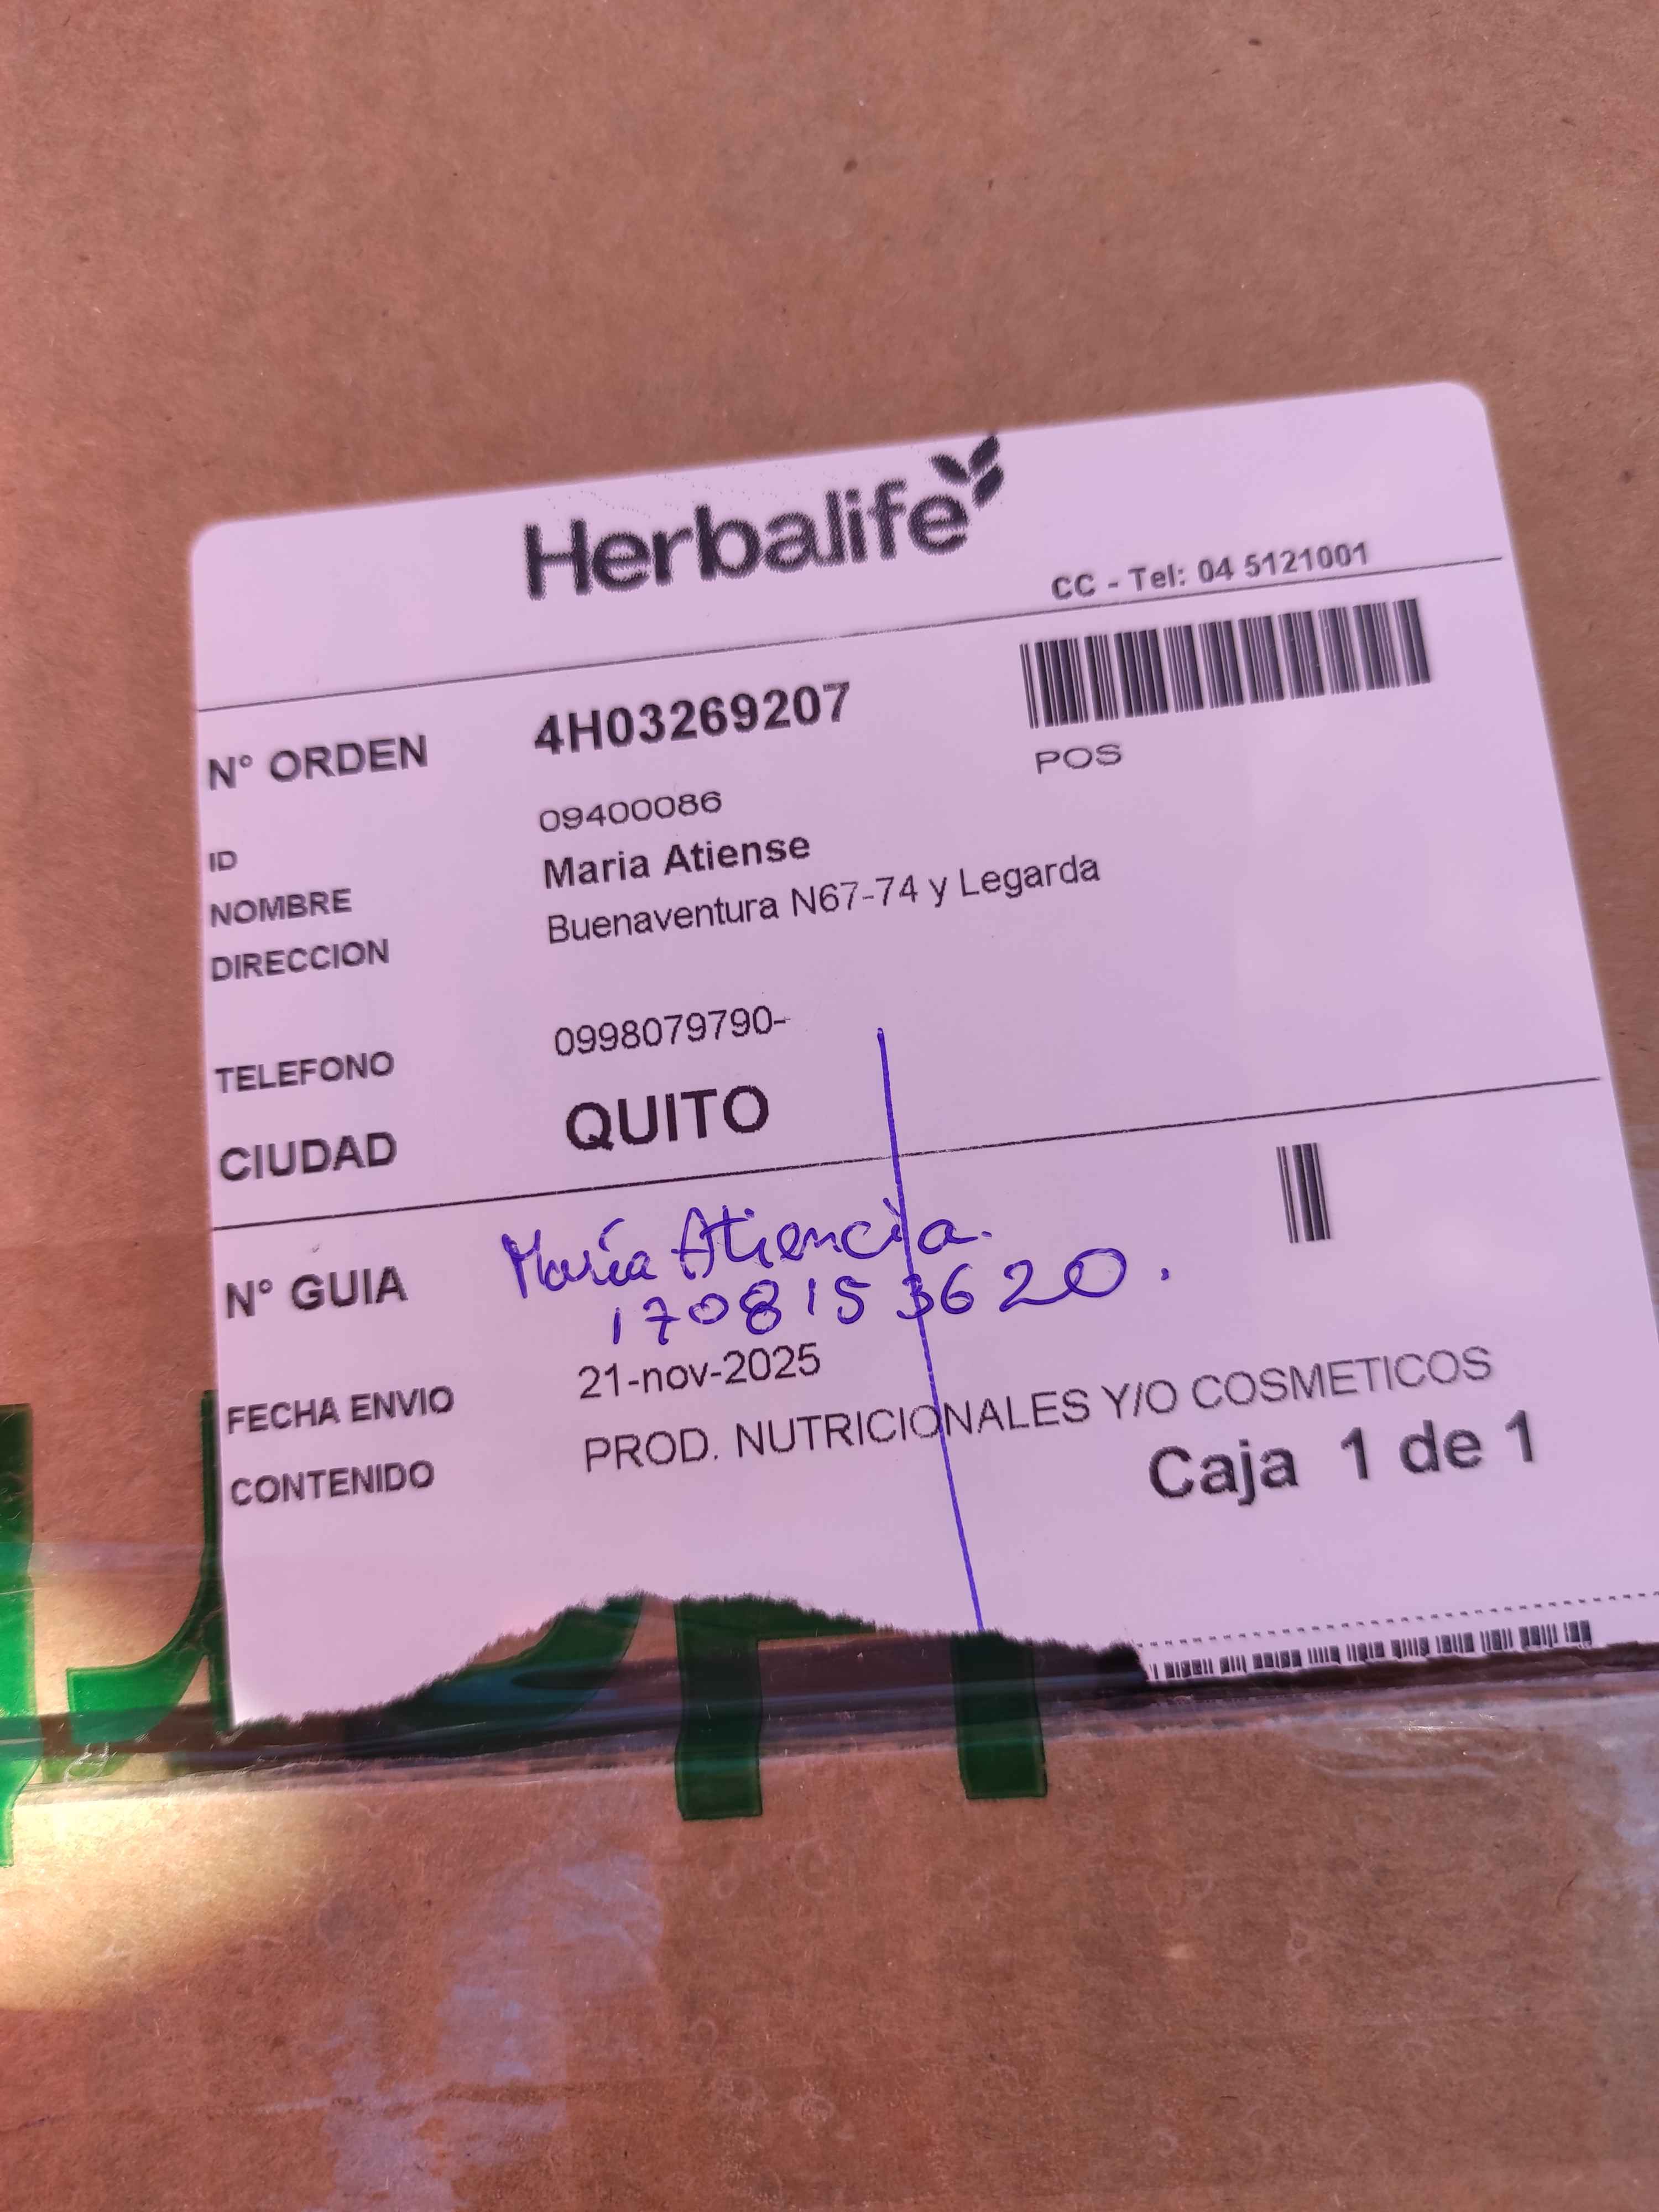 Herbalife
CC - Tel: 04 5121001
N° ORDEN 4H03269207
POS
ID 09400086
NOMBRE Maria Atiense
DIRECCION Buenaventura N67-74 y Legarda
TELEFONO 0998079790-
CIUDAD QUITO
N° GUIA María Atiencia.
1708153620.
FECHA ENVIO 21-nov-2025
CONTENIDO PROD. NUTRICIONALES Y/O COSMETICOS
Caja 1 de 1